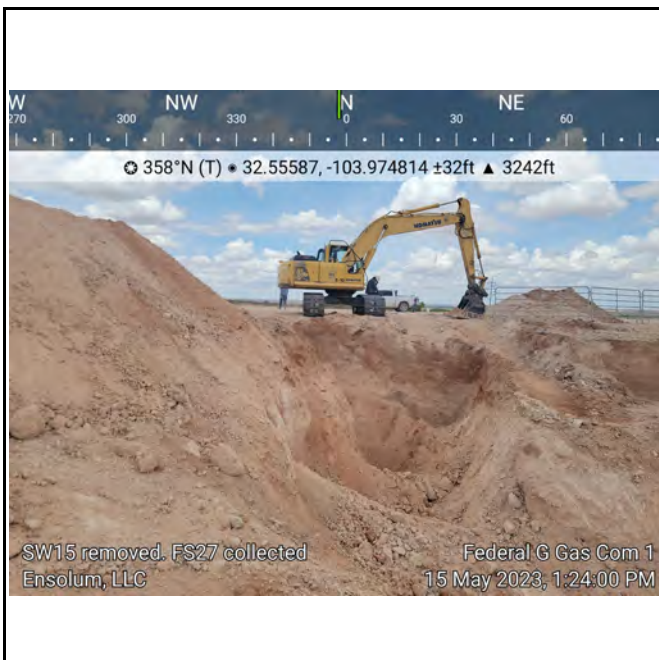 W NW N NE
270 300 330 0 30 60
358°N (T) ● 32.55587, -103.974814 ±32ft ▲ 3242ft
KOMATSU
SW15 removed. FS27 collected
Ensolum, LLC
Federal G Gas Com 1
15 May 2023, 1:24:00 PM